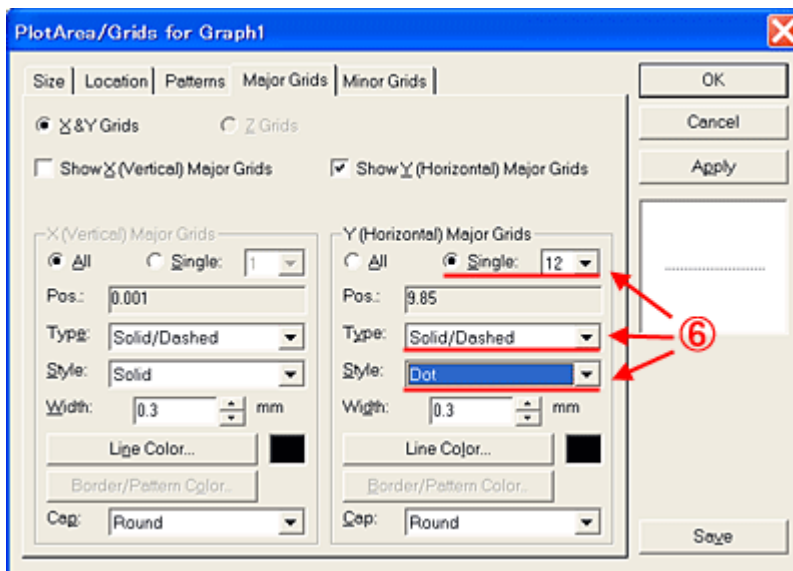 PlotArea/Grids for Graph1
Size Location Patterns Major Grids Minor Grids
OK
X&Y Grids Z Grids
Cancel
Show X (Vertical) Major Grids Show Y (Horizontal) Major Grids
Apply
X (Vertical) Major Grids Y (Horizontal) Major Grids
All Single: 1 All Single: 12
Pos.: 0.001 Pos.: 9.85
Type: Solid/Dashed Type: Solid/Dashed
⑥
Style: Solid Style: Dot
Width: 0.3 mm Width: 0.3 mm
Line Color... Line Color...
Border/Pattern Color.. Border/Pattern Color..
Cap: Round Cap: Round
Save